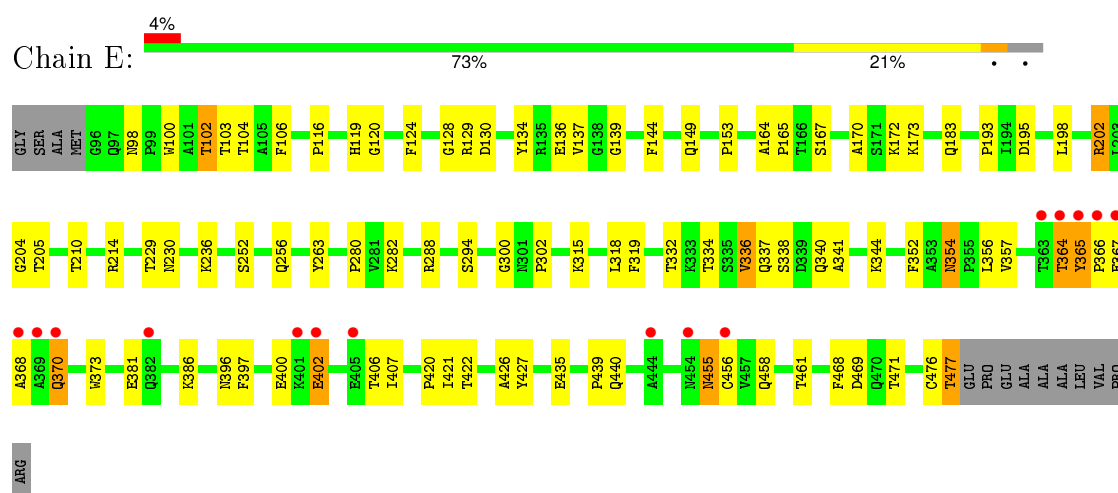 4%
Chain E:
73%
21%
GLY SER ALA MET G96 Q97 N98 P99 W100 A101 T102 T103 T104 A105 F106 P116 H119 G120 F124 G128 R129 D130 Y134 R135 E136 V137 G138 G139 F144 Q149 P153 A164 P165 T166 S167 A170 S171 K172 K173 Q183 P193 I194 D195 L198 R202 L203
G204 T205 T210 R214 T229 N230 K236 S252 Q256 Y263 P280 V281 K282 R288 S294 G300 N301 P302 K315 L318 F319 T332 K333 T334 S335 V336 Q337 S338 D339 Q340 A341 K344 F352 A353 N354 P355 L356 V357 T363 T364 Y365 P366
A368 A369 Q370 W373 E381 Q382 K386 N396 F397 E400 K401 E402 E405 T406 I407 P420 I421 T422 A426 Y427 E435 P439 Q440 A444 N454 N455 C456 V457 Q458 T461 F468 D469 Q470 T471 C476 T477 GLU PRO GLU ALA ALA ALA LEU VAL PRO
ARG